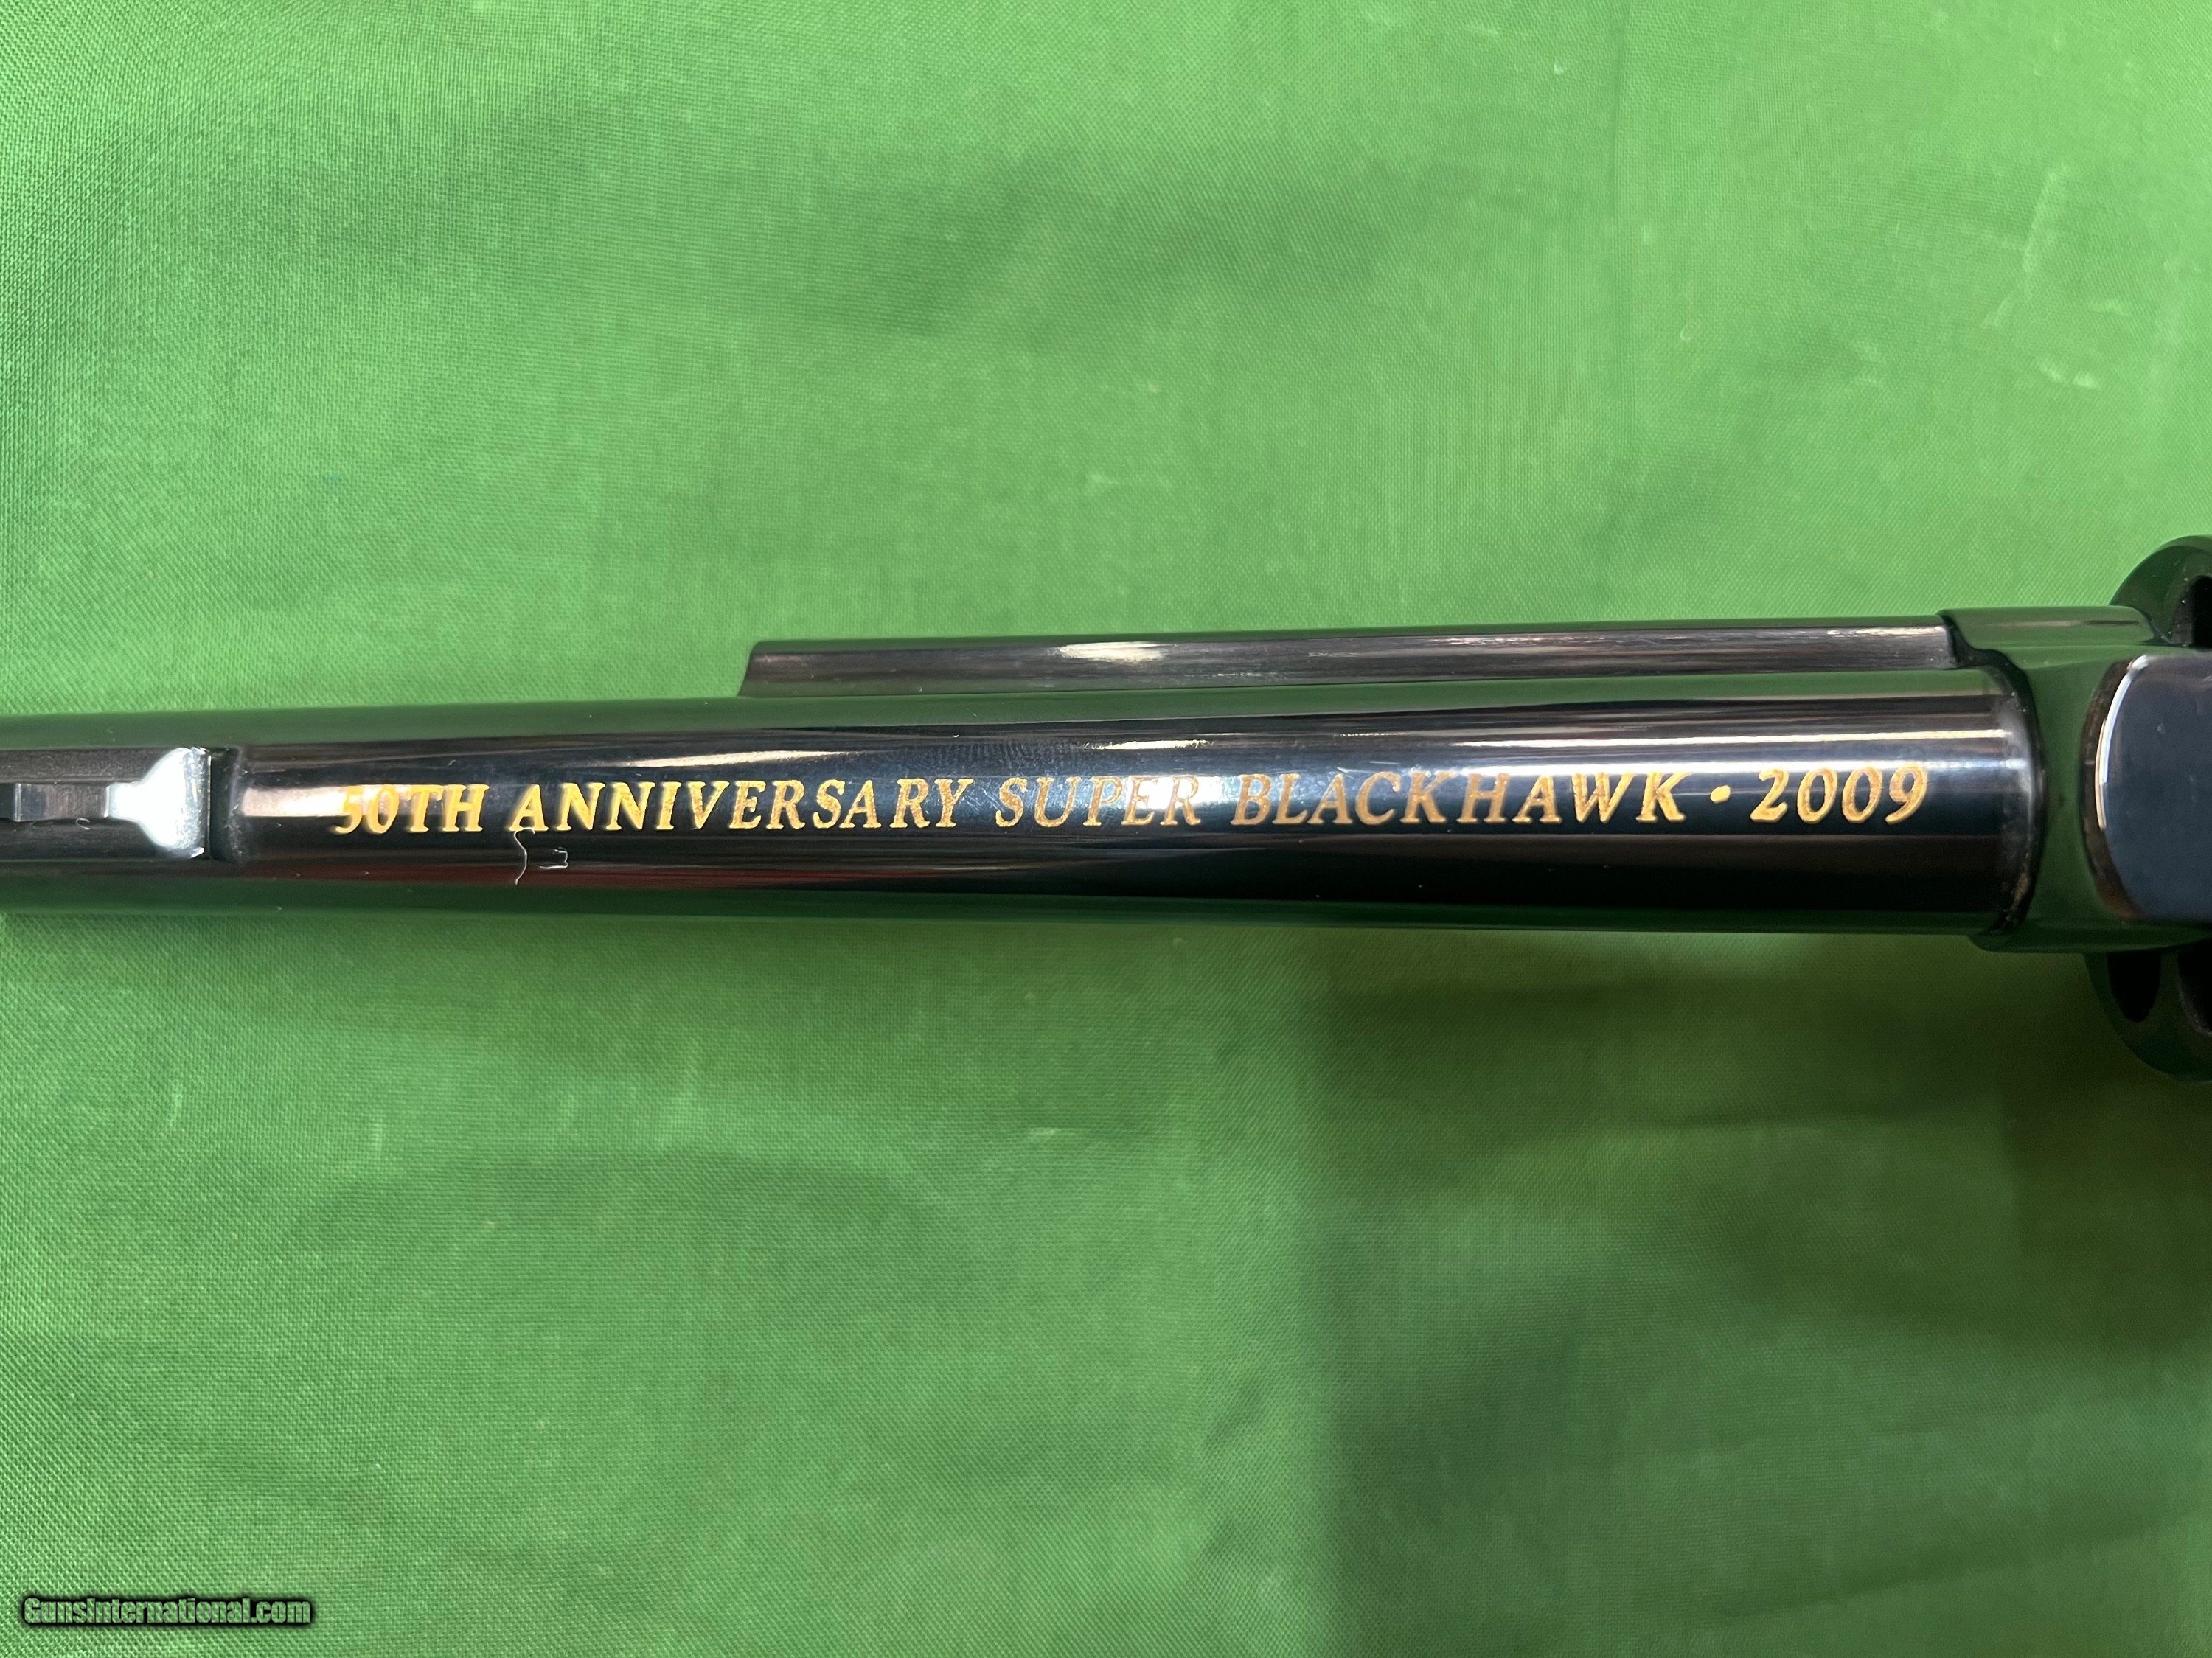 50TH ANNIVERSARY SUPER BLACKHAWK • 2009
GunsInternational.com